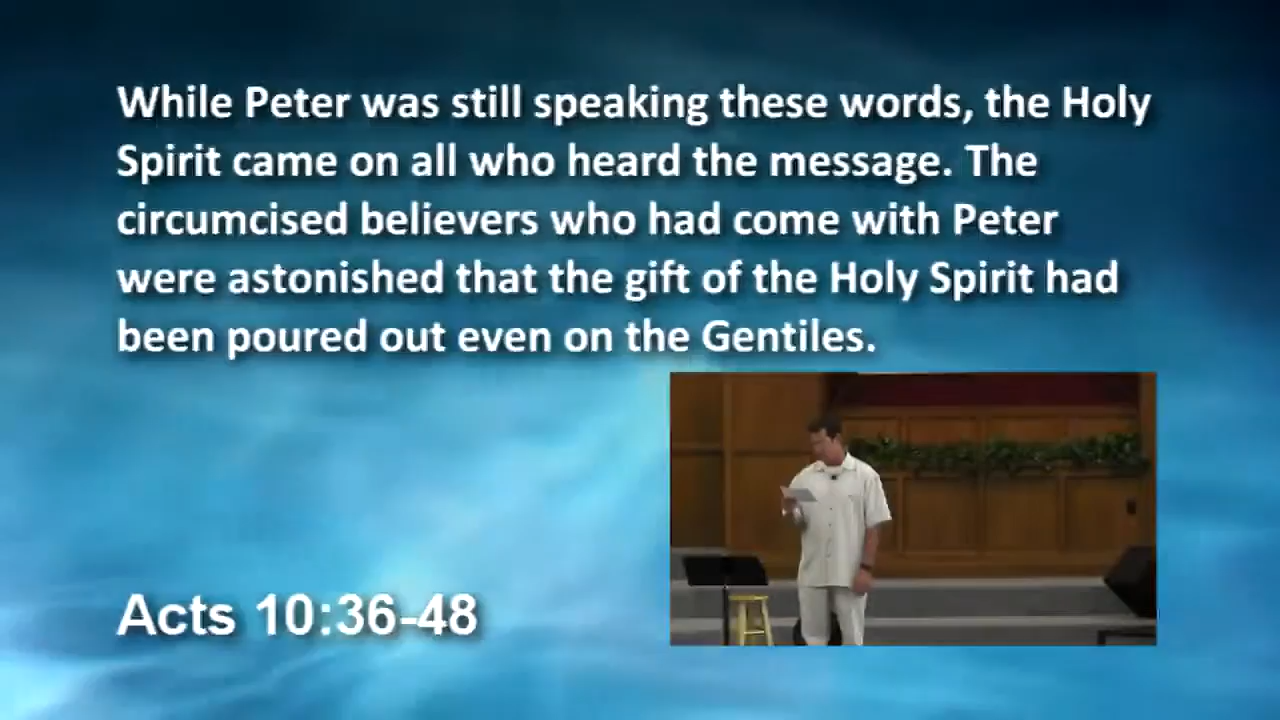 While Peter was still speaking these words, the Holy
Spirit came on all who heard the message. The
circumcised believers who had come with Peter
were astonished that the gift of the Holy Spirit had
been poured out even on the Gentiles.
Acts 10:36-48